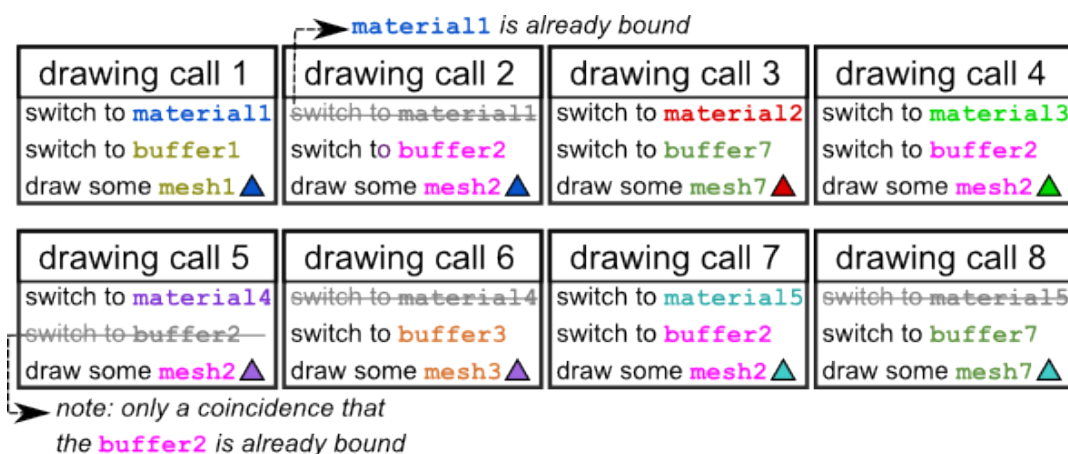 material1 is already bound
drawing call 1
switch to material1
switch to buffer1
draw some mesh1
drawing call 2
switch to material1
switch to buffer2
draw some mesh2
drawing call 3
switch to material2
switch to buffer7
draw some mesh7
drawing call 4
switch to material3
switch to buffer2
draw some mesh2
drawing call 5
switch to material4
switch to buffer2
draw some mesh2
drawing call 6
switch to material4
switch to buffer3
draw some mesh3
drawing call 7
switch to material5
switch to buffer2
draw some mesh2
drawing call 8
switch to material5
switch to buffer7
draw some mesh7
note: only a coincidence that
the buffer2 is already bound